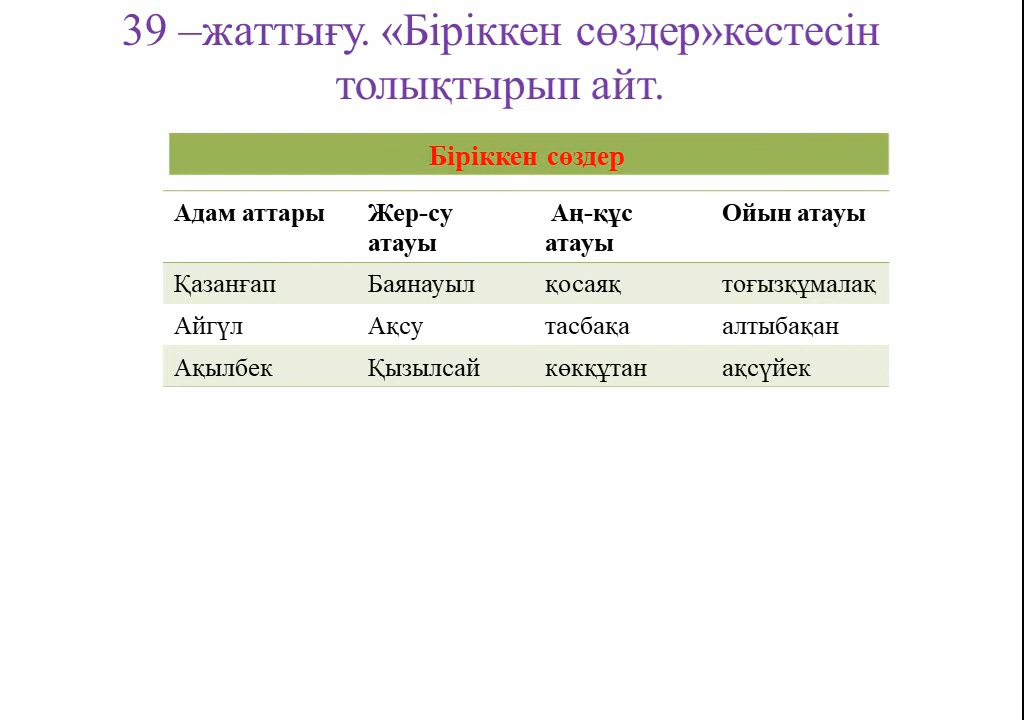 39 –жаттығу. «Біріккен сөздер»кестесін
толықтырып айт.
Біріккен сөздер
Адам аттары Жер-су атауы Аң-құс атауы Ойын атауы
Қазанғап Баянауыл қосаяқ тоғызқұмалақ
Айгүл Ақсу тасбақа алтыбақан
Ақылбек Қызылсай көкқұтан ақсүйек